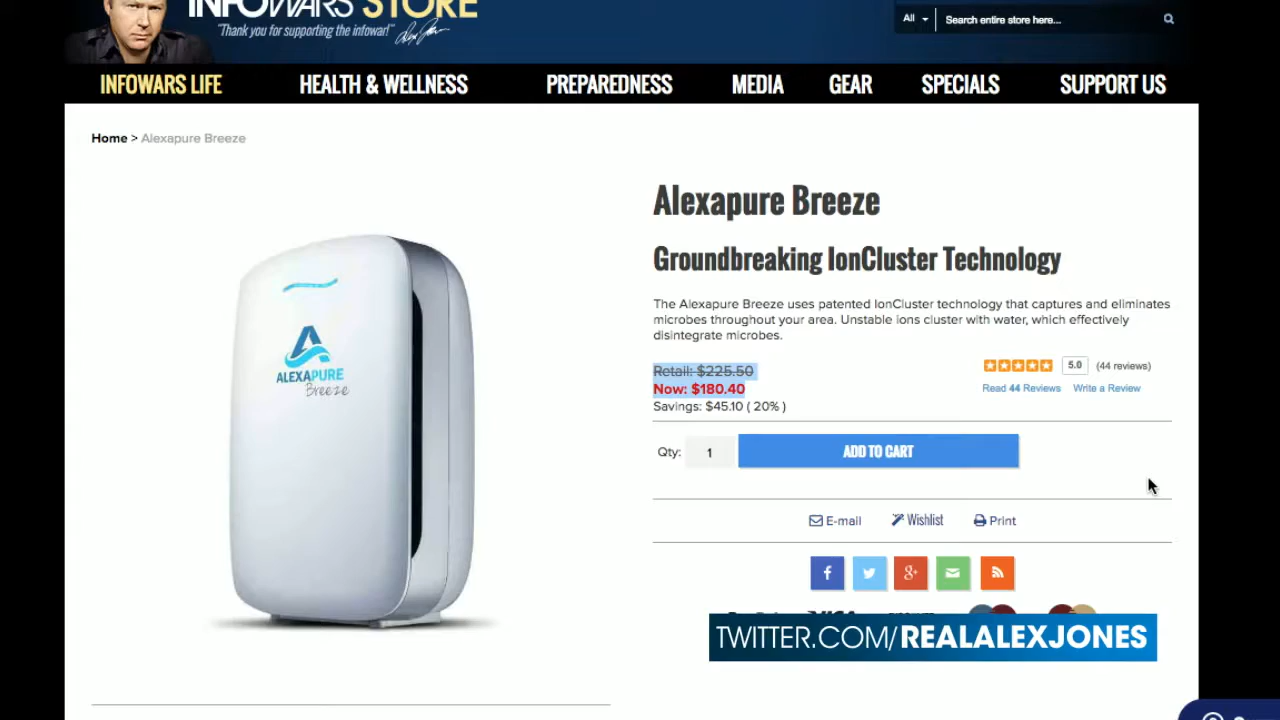 INFOWARS STORE
"Thank you for supporting the infowar!" Alex Jones
All
Search entire store here...
INFOWARS LIFE
HEALTH & WELLNESS
PREPAREDNESS
MEDIA
GEAR
SPECIALS
SUPPORT US
Home > Alexapure Breeze
Alexapure Breeze
Groundbreaking IonCluster Technology
The Alexapure Breeze uses patented IonCluster technology that captures and eliminates
microbes throughout your area. Unstable ions cluster with water, which effectively
disintegrate microbes.
Retail: $225.50
Now: $180.40
Savings: $45.10 ( 20% )
5.0
(44 reviews)
Read 44 Reviews
Write a Review
Qty:
1
ADD TO CART
E-mail
Wishlist
Print
A
ALEXAPURE
Breeze
TWITTER.COM/REALALEXJONES